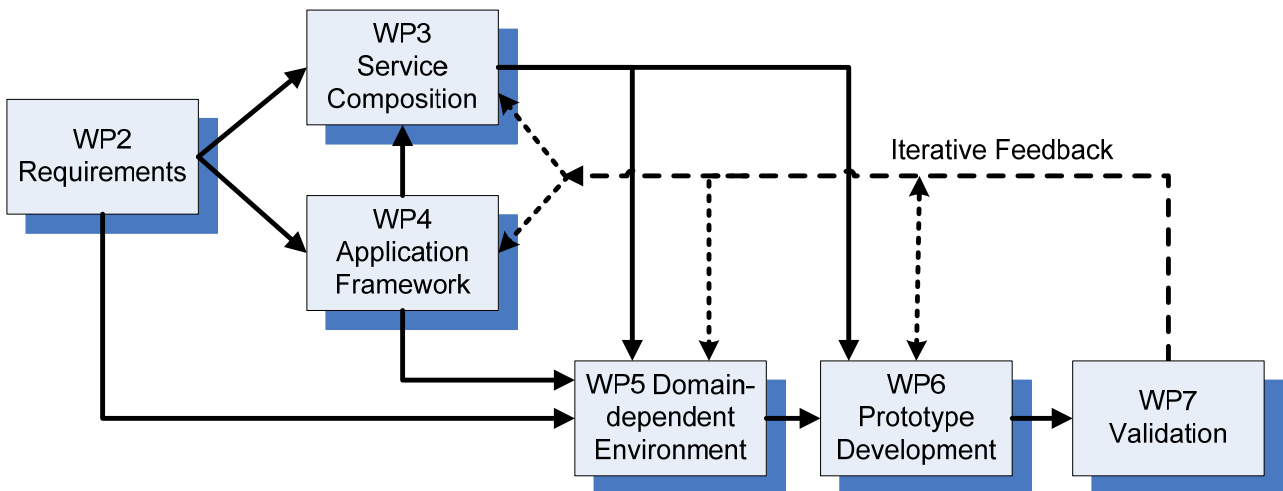 WP3
Service
Composition
WP2
Requirements
Iterative Feedback
WP4
Application
Framework
WP5 Domain-
dependent
Environment
WP6
Prototype
Development
WP7
Validation